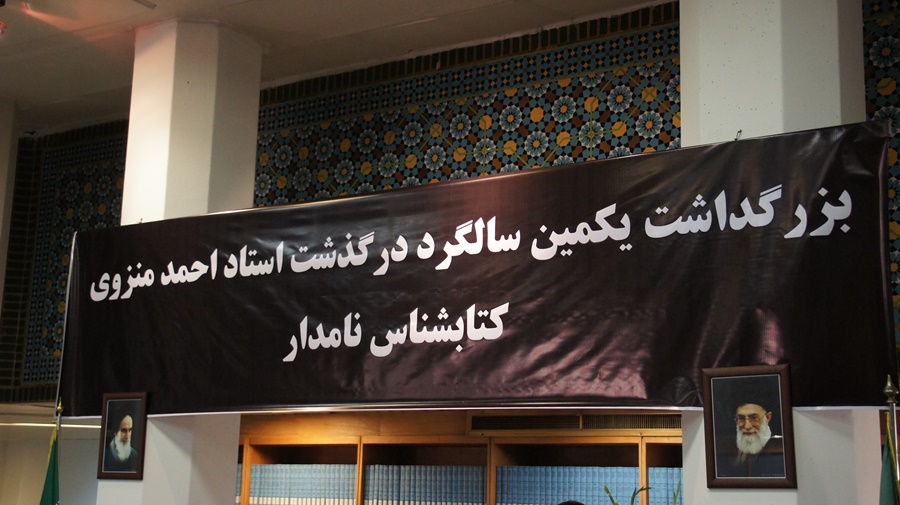 بزرگداشت یکمین سالگرد درگذشت استاد احمد منزوی
کتابشناس نامدار